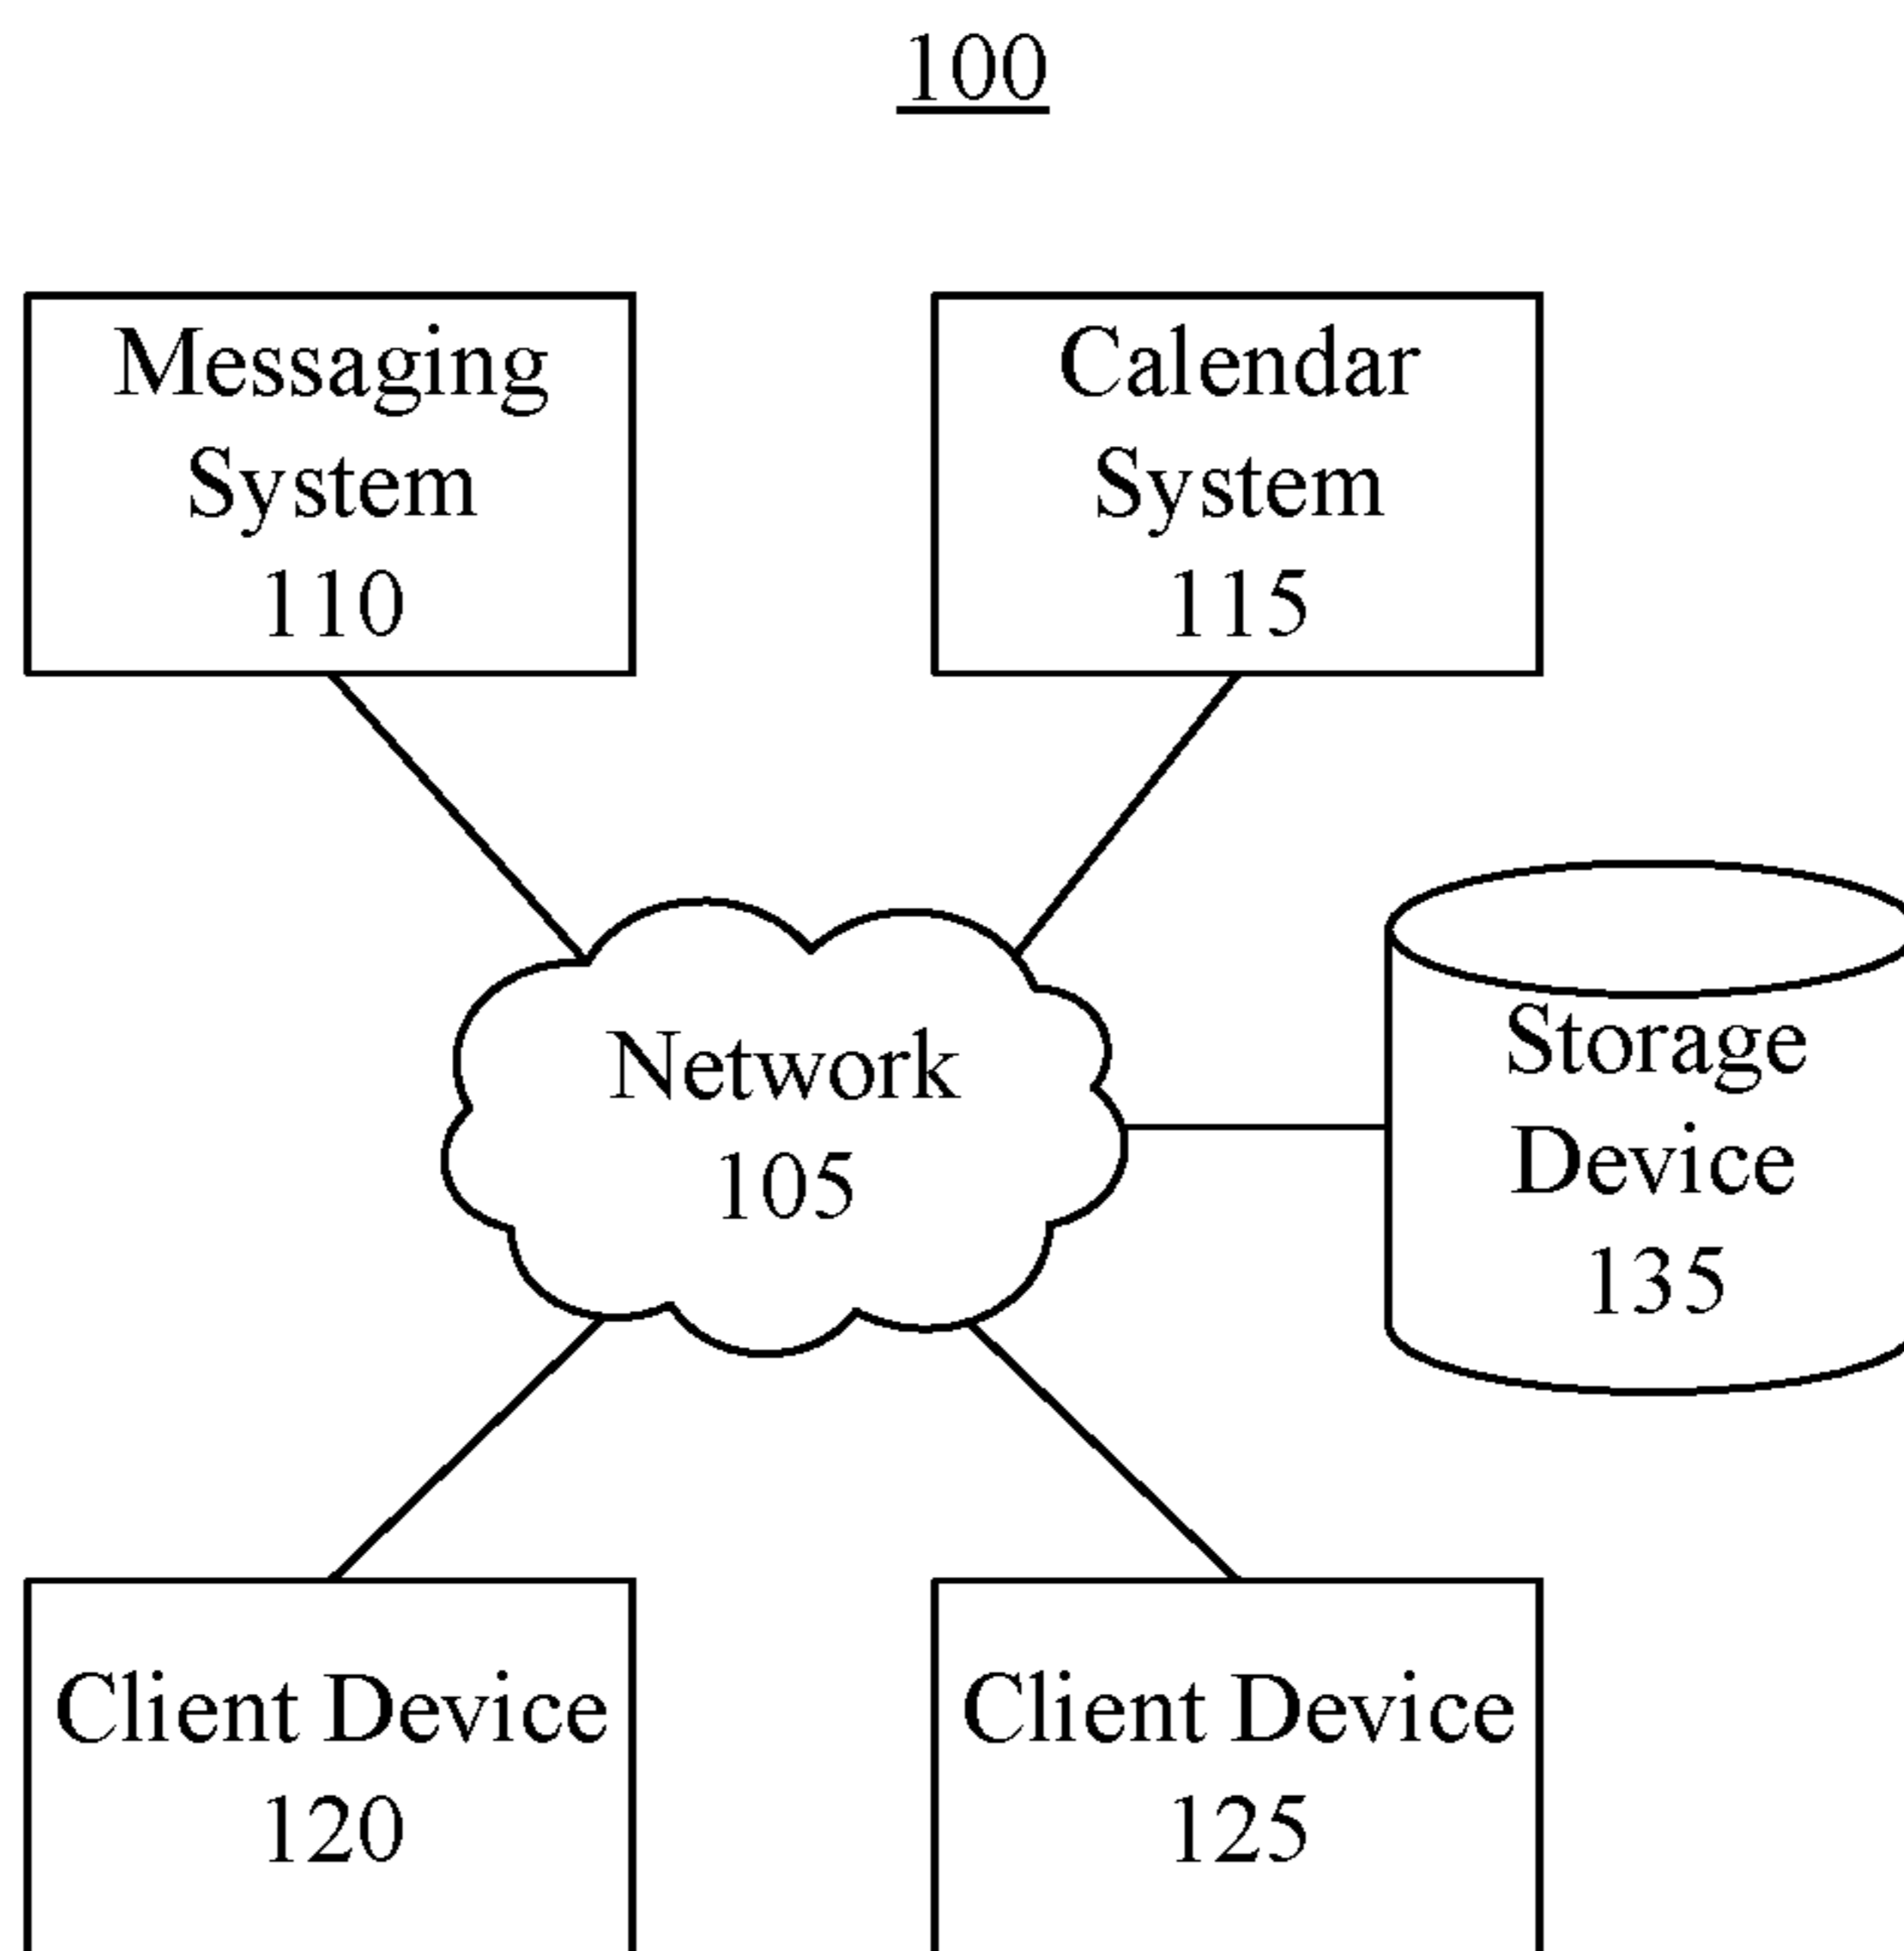 100
Messaging
System
110
Calendar
System
115
Network
105
Storage
Device
135
Client Device
120
Client Device
125